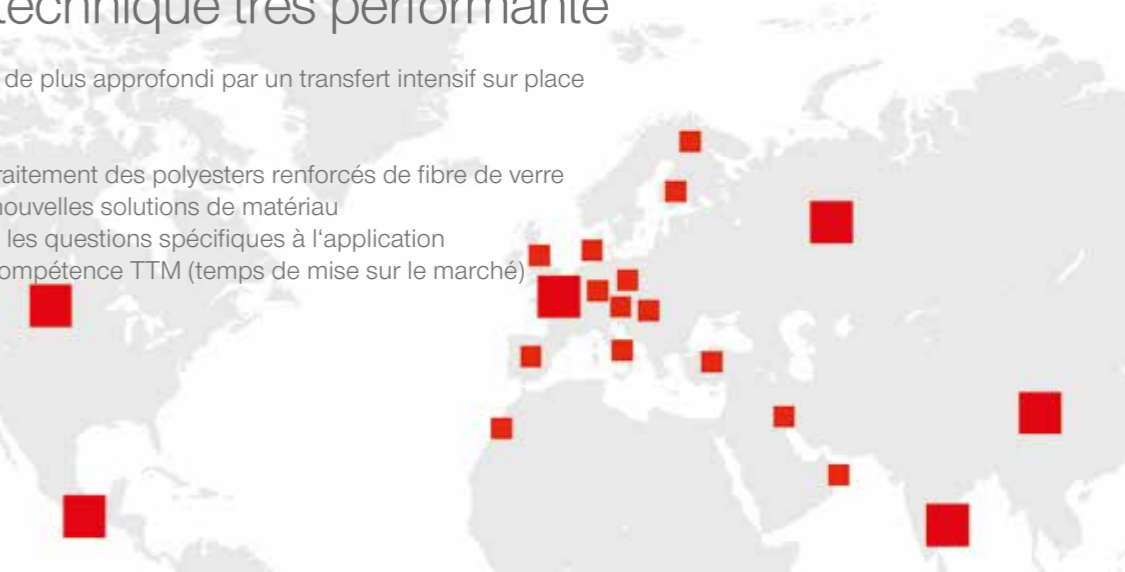 technique très performante
de plus approfondi par un transfert intensif sur place
raitement des polyesters renforcés de fibre de verre
nouvelles solutions de matériau
les questions spécifiques à l‘application
ompétence TTM (temps de mise sur le marché)